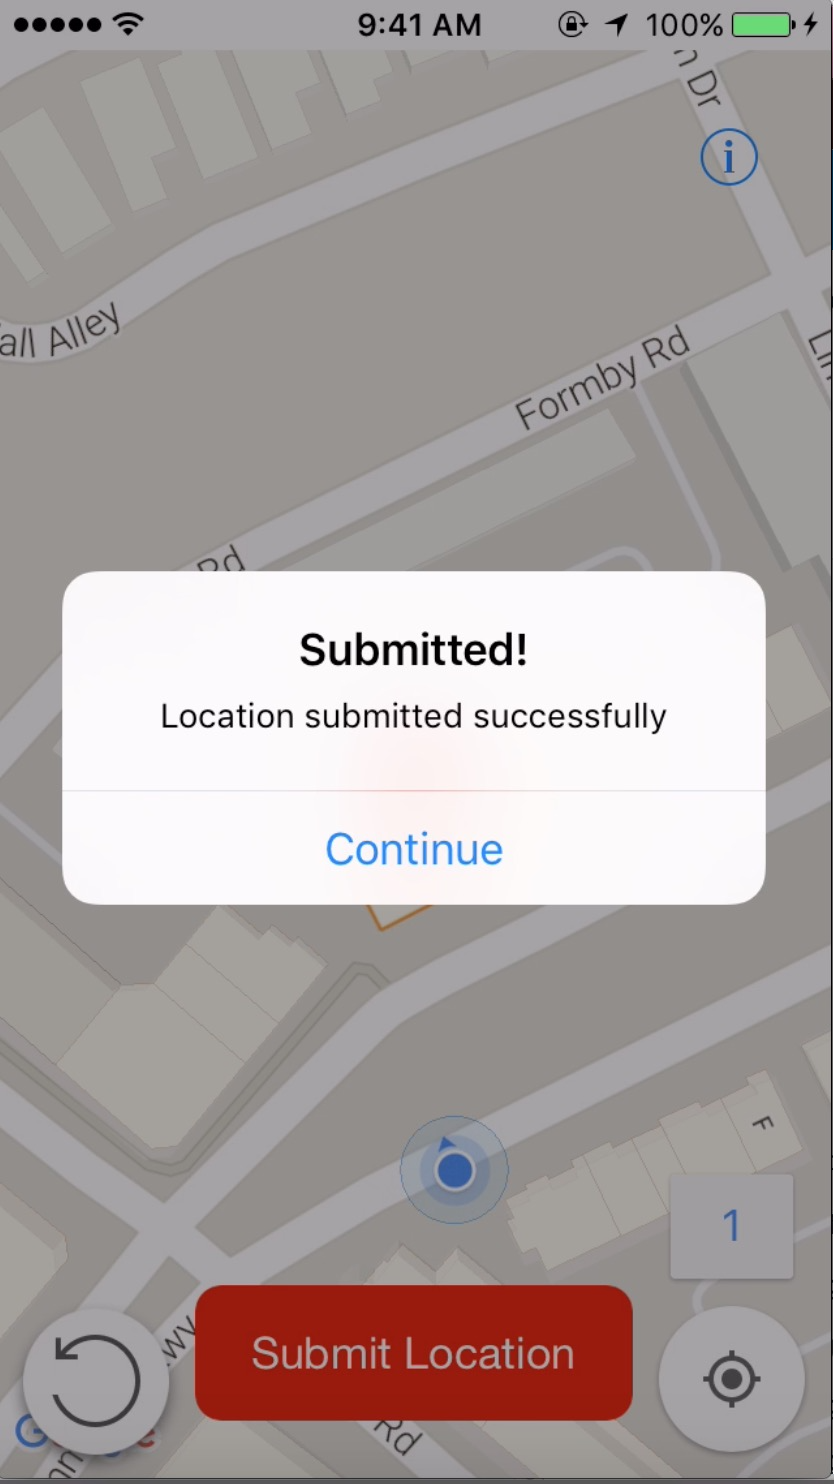 9:41 AM
100%
n Dr
i
all Alley
Formby Rd
Rd
Submitted!
Location submitted successfully
Continue
F
1
Submit Location
wy
Rd